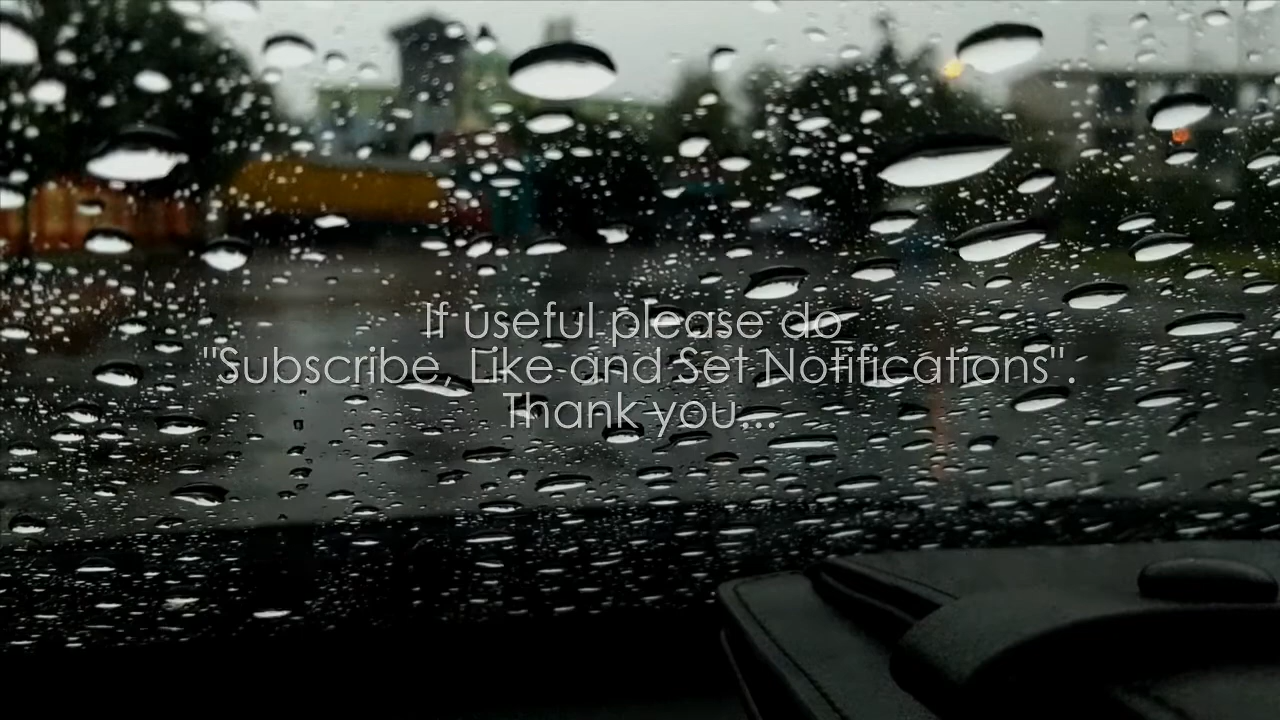 If useful please do
"Subscribe, Like and Set Notifications".
Thank you...